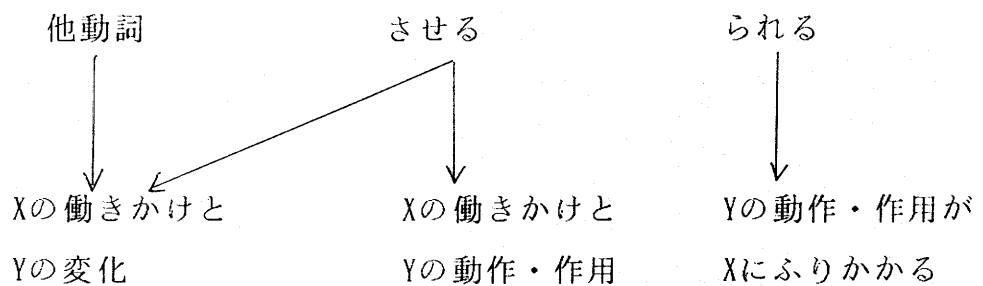 他動詞 させる られる
Xの働きかけと Xの働きかけと Yの動作・作用が
Yの変化 Yの動作・作用 Xにふりかかる